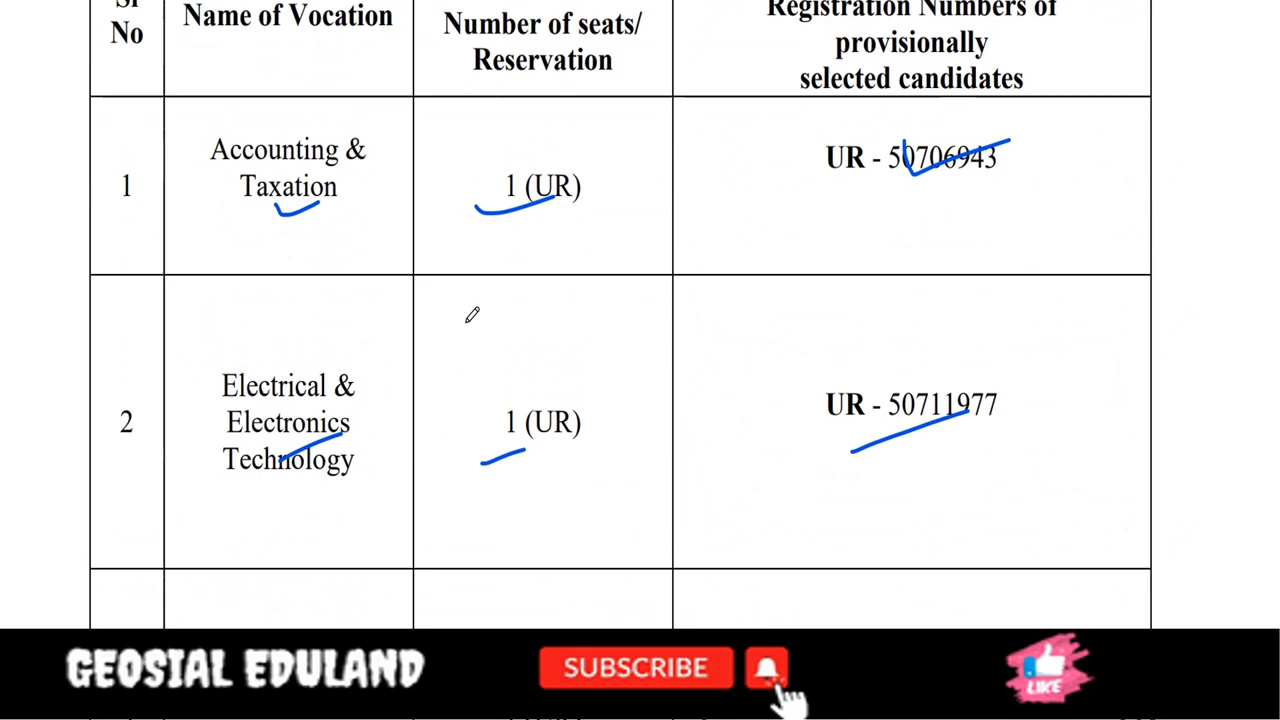 Sr
No
Name of Vocation
Number of seats/
Reservation
Registration Numbers of
provisionally
selected candidates
1
Accounting &
Taxation
1 (UR)
UR - 50706943
2
Electrical &
Electronics
Technology
1 (UR)
UR - 50711977
GEOSIAL EDULAND
SUBSCRIBE
LIKE